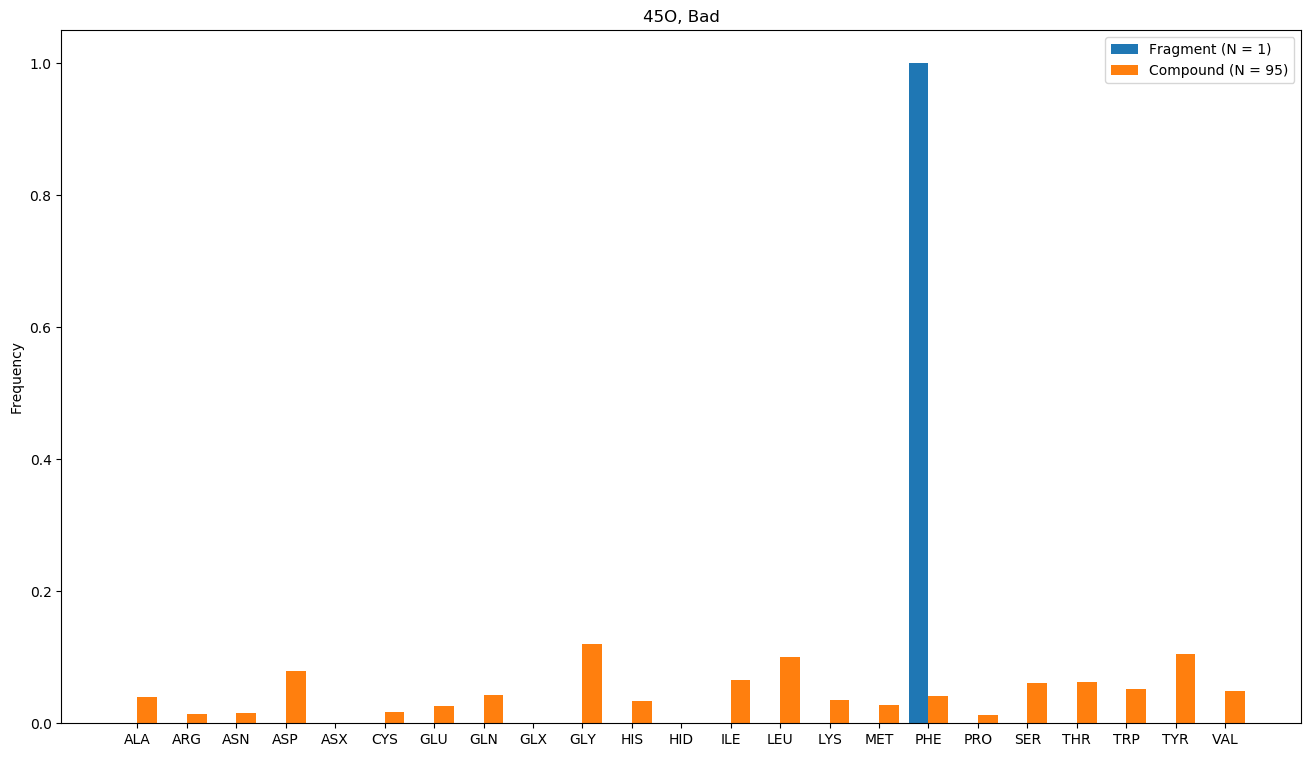 45O, Bad
Fragment (N = 1)
Compound (N = 95)
Frequency
1.0
0.8
0.6
0.4
0.2
0.0
ALA ARG ASN ASP ASX CYS GLU GLN GLX GLY HIS HID ILE LEU LYS MET PHE PRO SER THR TRP TYR VAL